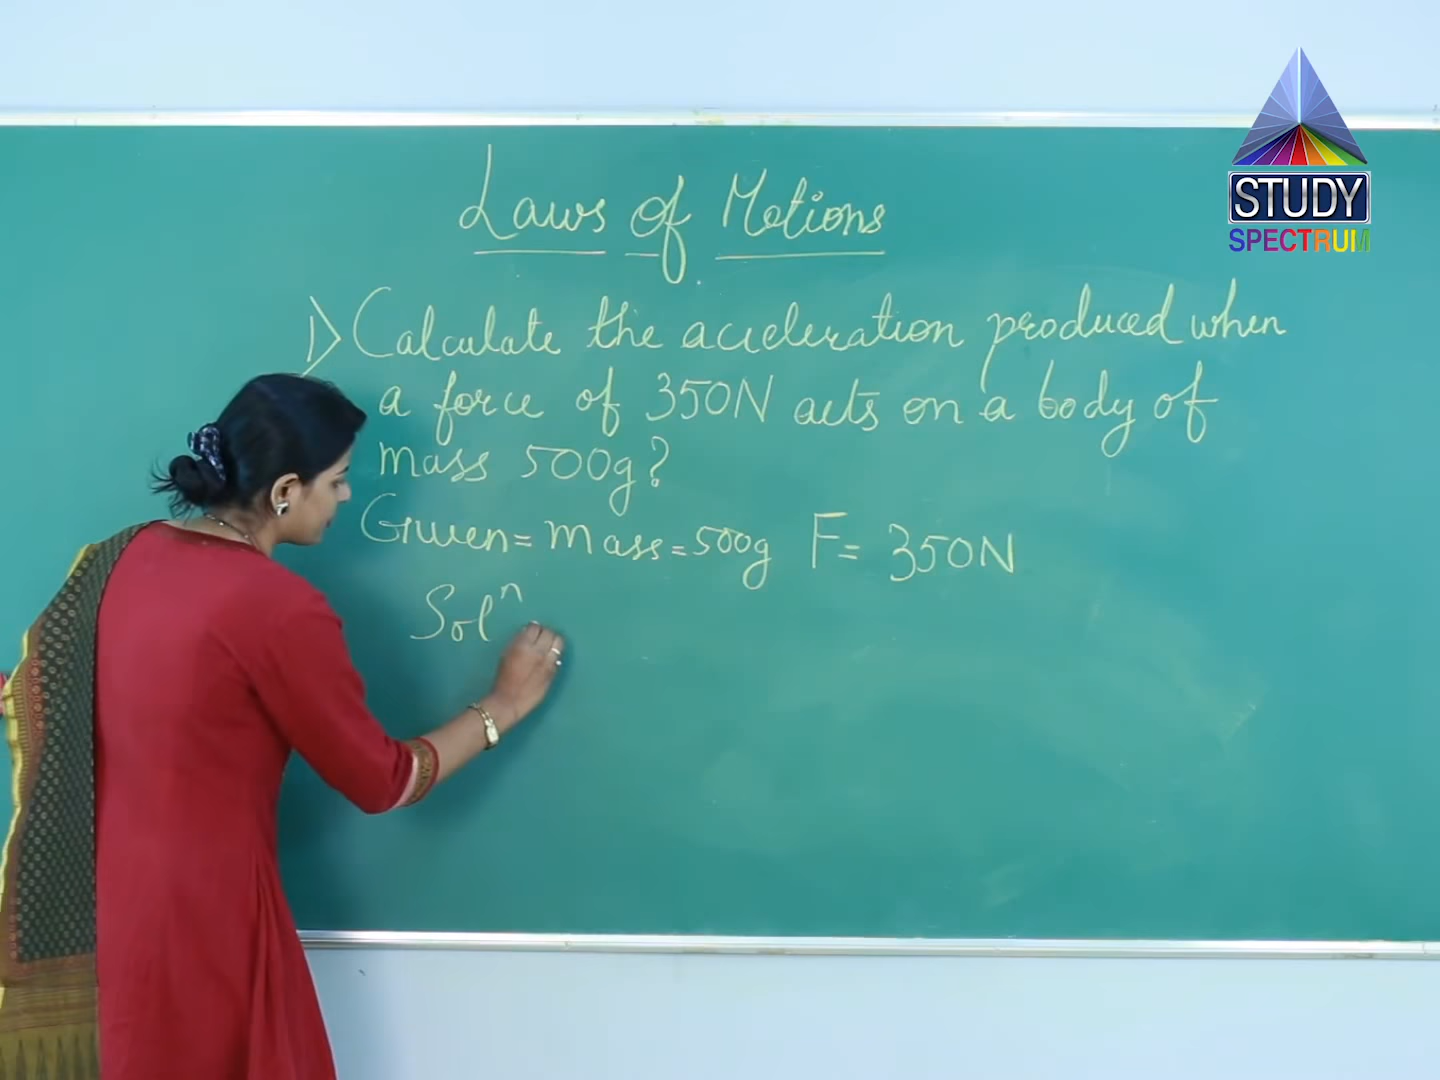 Laws of Motions
1) Calculate the acceleration produced when
a force of 350N acts on a body of
mass 500g?
Given = mass = 500g F = 350N
Solⁿ
STUDY
SPECTRUM